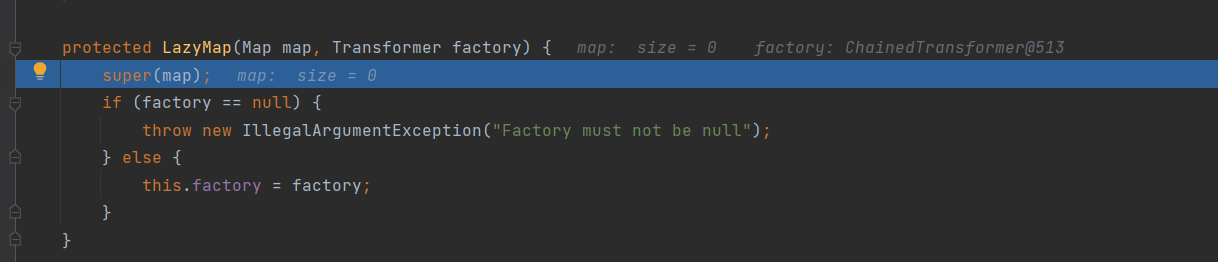 protected LazyMap(Map map, Transformer factory) { map: size = 0 factory: ChainedTransformer@513
super(map); map: size = 0
if (factory == null) {
throw new IllegalArgumentException("Factory must not be null");
} else {
this.factory = factory;
}
}